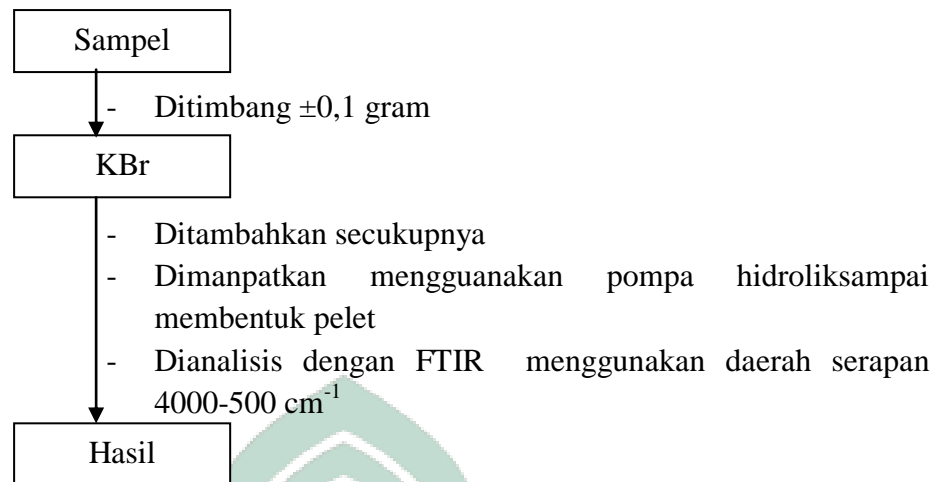 Sampel
- Ditimbang ±0,1 gram
KBr
- Ditambahkan secukupnya
- Dimanpatkan mengguanakan pompa hidroliksampai
membentuk pelet
- Dianalisis dengan FTIR menggunakan daerah serapan
4000-500 cm⁻¹
Hasil